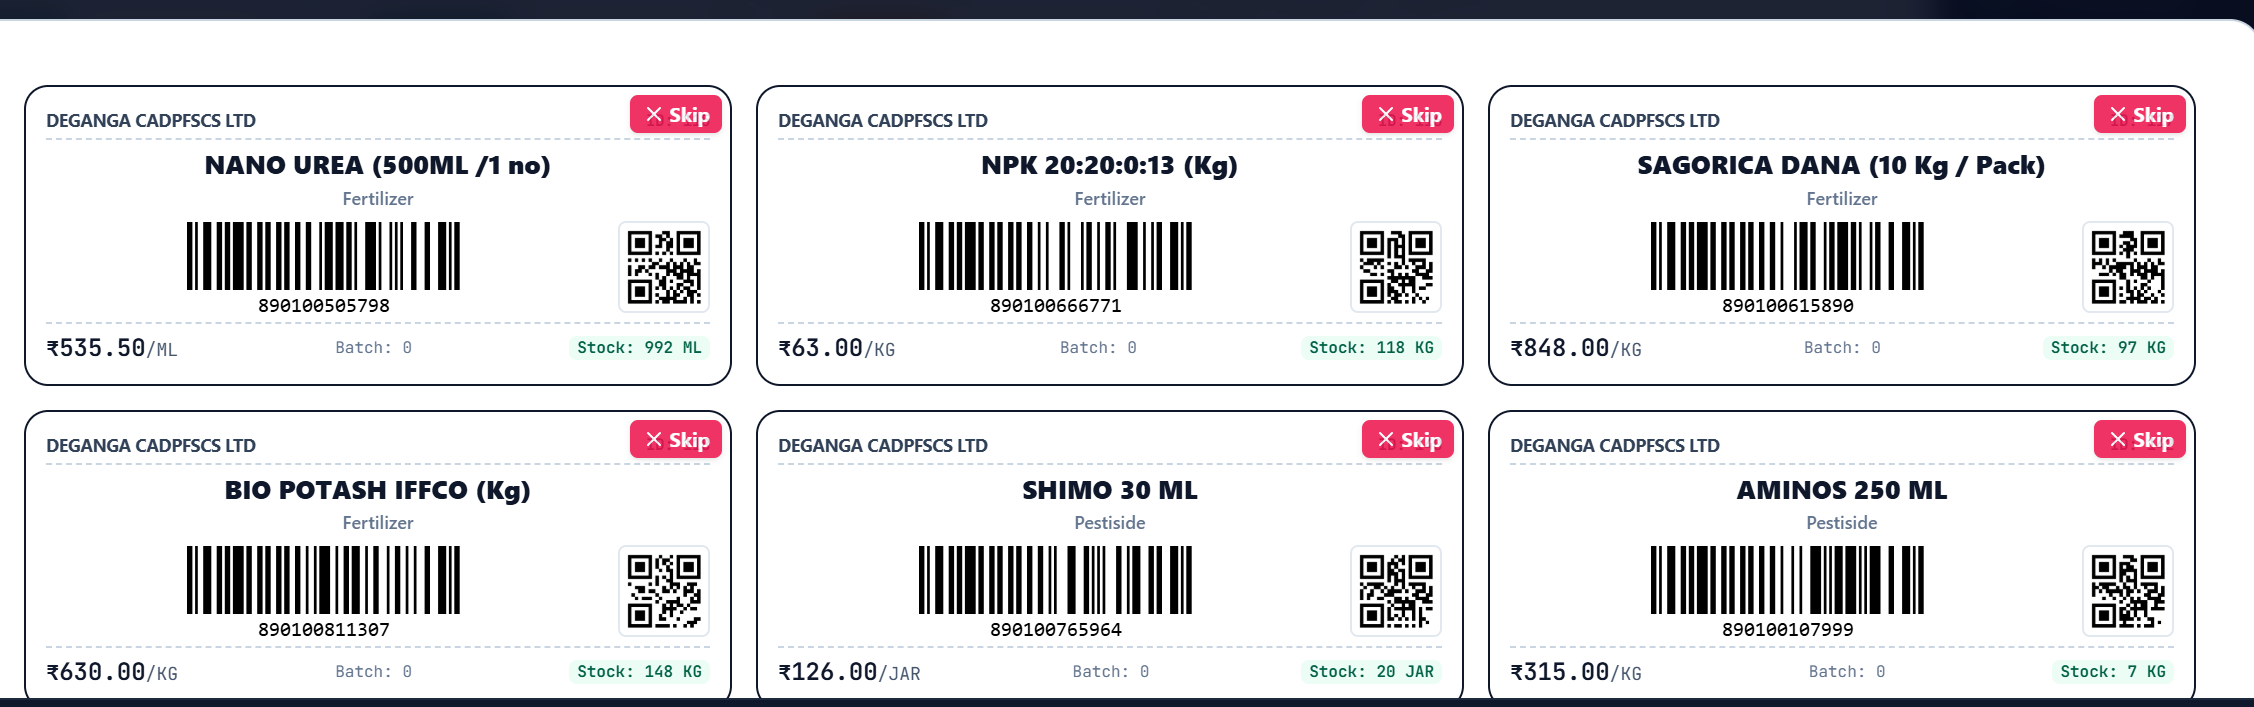 DEGANGA CADPFSCS LTD
Skip
NANO UREA (500ML /1 no)
Fertilizer
890100505798
₹535.50/ML
Batch: 0
Stock: 992 ML
DEGANGA CADPFSCS LTD
Skip
NPK 20:20:0:13 (Kg)
Fertilizer
890100666771
₹63.00/KG
Batch: 0
Stock: 118 KG
DEGANGA CADPFSCS LTD
Skip
SAGORICA DANA (10 Kg / Pack)
Fertilizer
890100615890
₹848.00/KG
Batch: 0
Stock: 97 KG
DEGANGA CADPFSCS LTD
Skip
BIO POTASH IFFCO (Kg)
Fertilizer
890100811307
₹630.00/KG
Batch: 0
Stock: 148 KG
DEGANGA CADPFSCS LTD
Skip
SHIMO 30 ML
Pestiside
890100765964
₹126.00/JAR
Batch: 0
Stock: 20 JAR
DEGANGA CADPFSCS LTD
Skip
AMINOS 250 ML
Pestiside
890100107999
₹315.00/KG
Batch: 0
Stock: 7 KG